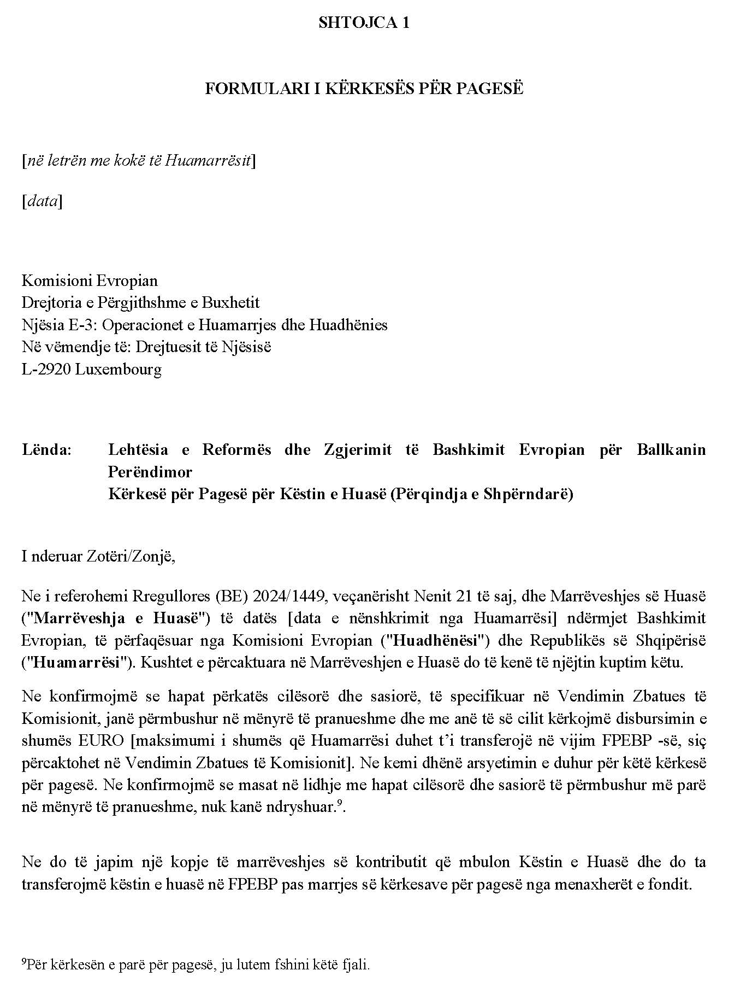 SHTOJCA 1
FORMULARI I KËRKESËS PËR PAGESË
[në letrën me kokë të Huamarrësit]
[data]
Komisioni Evropian
Drejtoria e Përgjithshme e Buxhetit
Njësia E-3: Operacionet e Huamarrjes dhe Huadhënies
Në vëmendje të: Drejtuesit të Njësisë
L-2920 Luxembourg
Lënda: Lehtësia e Reformës dhe Zgjerimit të Bashkimit Evropian për Ballkanin
Perëndimor
Kërkesë për Pagesë për Këstin e Huasë (Përqindja e Shpërndarë)
I nderuar Zotëri/Zonjë,
Ne i referohemi Rregullores (BE) 2024/1449, veçanërisht Nenit 21 të saj, dhe Marrëveshjes së Huasë
("Marrëveshja e Huasë") të datës [data e nënshkrimit nga Huamarrësi] ndërmjet Bashkimit
Evropian, të përfaqësuar nga Komisioni Evropian ("Huadhënësi") dhe Republikës së Shqipërisë
("Huamarrësi"). Kushtet e përcaktuara në Marrëveshjen e Huasë do të kenë të njëjtin kuptim këtu.
Ne konfirmojmë se hapat përkatës cilësorë dhe sasiorë, të specifikuar në Vendimin Zbatues të
Komisionit, janë përmbushur në mënyrë të pranueshme dhe me anë të së cilit kërkojmë disbursimin e
shumës EURO [maksimumi i shumës që Huamarrësi duhet t’i transferojë në vijim FPEBP -së, siç
përcaktohet në Vendimin Zbatues të Komisionit]. Ne kemi dhënë arsyetimin e duhur për këtë kërkesë
për pagesë. Ne konfirmojmë se masat në lidhje me hapat cilësorë dhe sasiorë të përmbushur më parë
në mënyrë të pranueshme, nuk kanë ndryshuar.⁹.
Ne do të japim një kopje të marrëveshjes së kontributit që mbulon Këstin e Huasë dhe do ta
transferojmë këstin e huasë në FPEBP pas marrjes së kërkesave për pagesë nga menaxherët e fondit.
⁹Për kërkesën e parë për pagesë, ju lutem fshini këtë fjali.